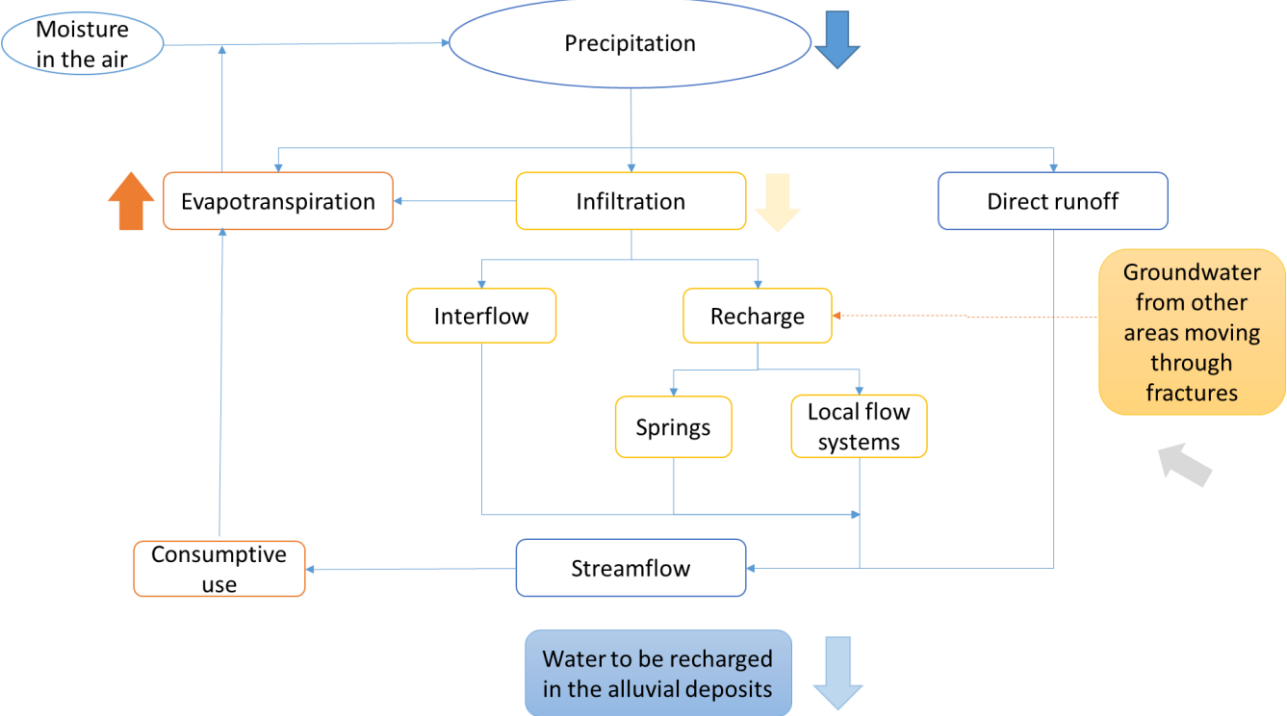 Moisture
in the air
Precipitation
Evapotranspiration
Infiltration
Direct runoff
Groundwater
from other
areas moving
through
fractures
Interflow
Recharge
Springs
Local flow
systems
Consumptive
use
Streamflow
Water to be recharged
in the alluvial deposits